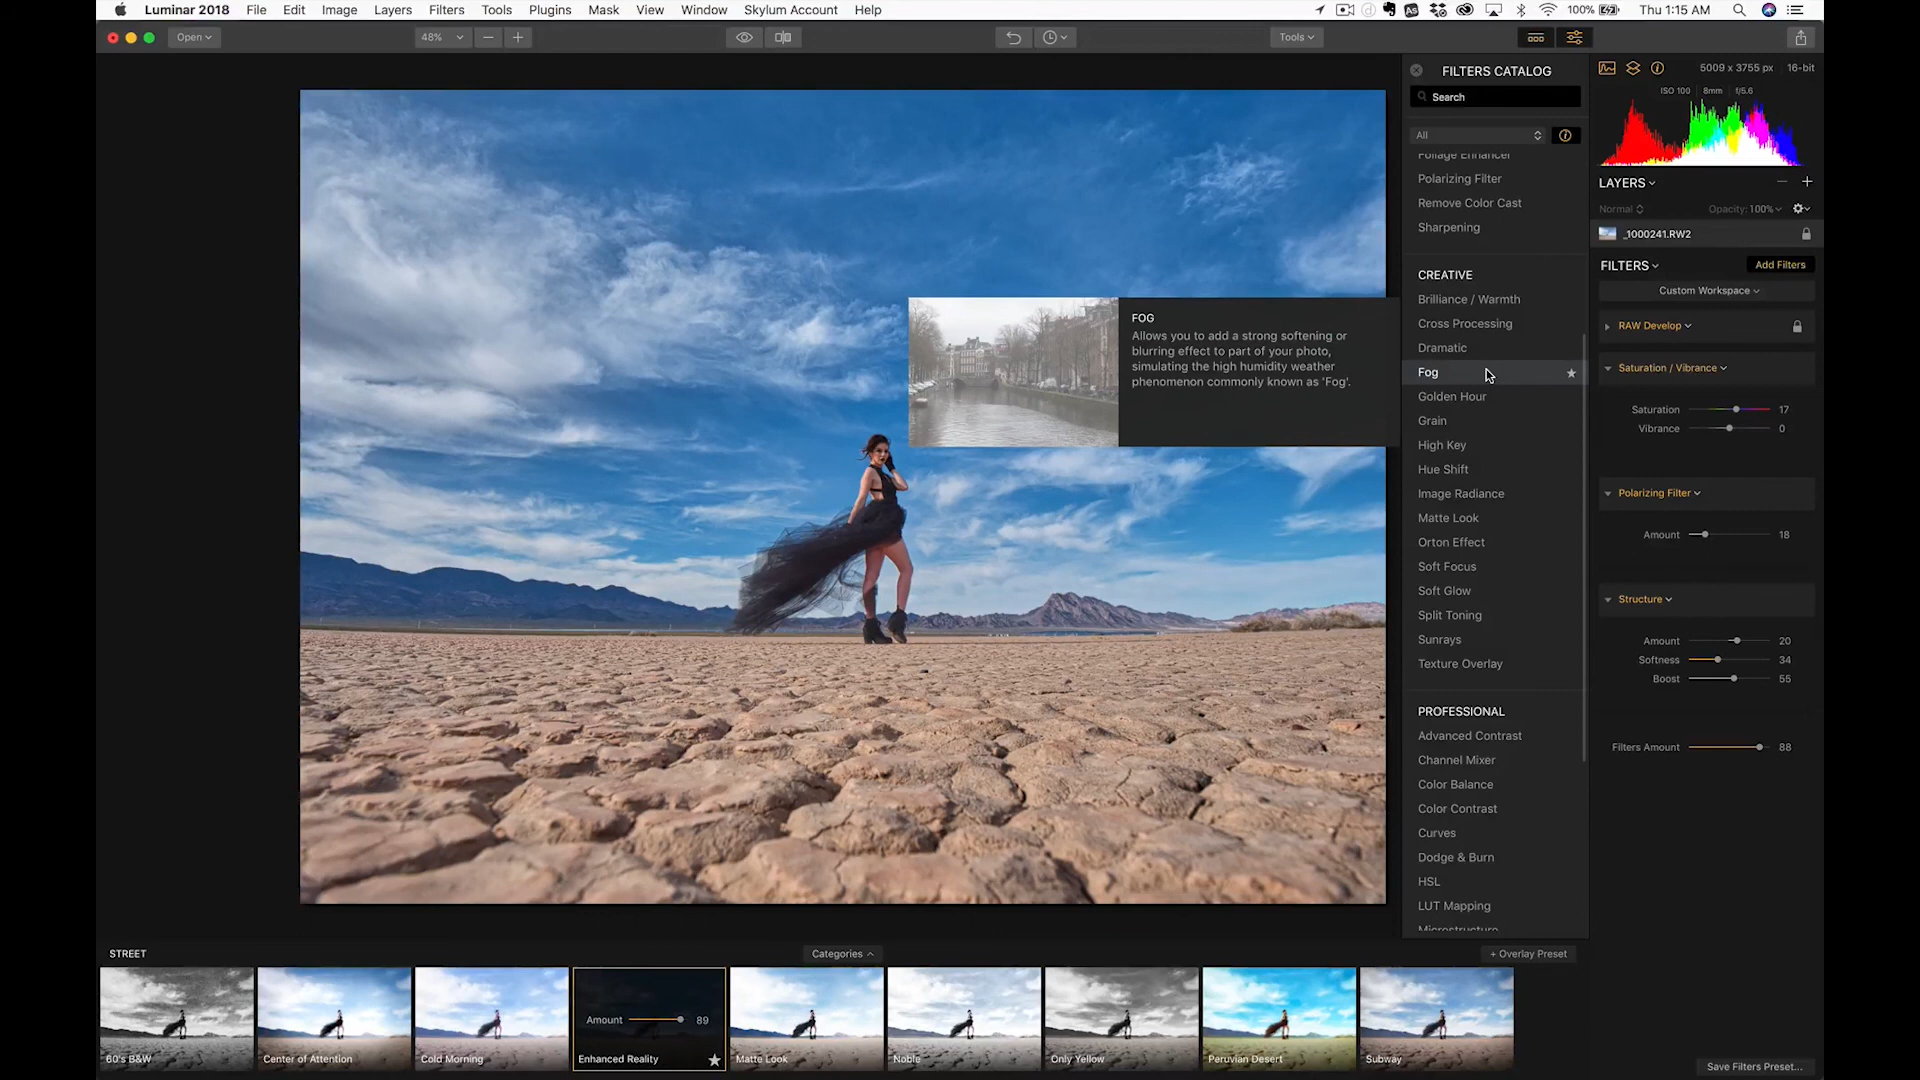 Luminar 2018 File Edit Image Layers Filters Tools Plugins Mask View Window Skylum Account Help 100% Thu 1:15 AM
Open 48% Tools
FILTERS CATALOG
Search
All
Foliage Enhancer
Polarizing Filter
Remove Color Cast
Sharpening
CREATIVE
Brilliance / Warmth
Cross Processing
Dramatic
Fog
Golden Hour
Grain
High Key
Hue Shift
Image Radiance
Matte Look
Orton Effect
Soft Focus
Soft Glow
Split Toning
Sunrays
Texture Overlay
PROFESSIONAL
Advanced Contrast
Channel Mixer
Color Balance
Color Contrast
Curves
Dodge & Burn
HSL
LUT Mapping
Microstructure
FOG
Allows you to add a strong softening or
blurring effect to part of your photo,
simulating the high humidity weather
phenomenon commonly known as 'Fog'.
5009 x 3755 px 16-bit
ISO 100 8mm f/5.6
LAYERS
Normal Opacity: 100%
_1000241.RW2
FILTERS Add Filters
Custom Workspace
RAW Develop
Saturation / Vibrance
Saturation 17
Vibrance 0
Polarizing Filter
Amount 18
Structure
Amount 20
Softness 34
Boost 55
Filters Amount 88
STREET Categories + Overlay Preset
Amount 89
60's B&W Center of Attention Cold Morning Enhanced Reality Matte Look Noble Only Yellow Peruvian Desert Subway
Save Filters Preset...